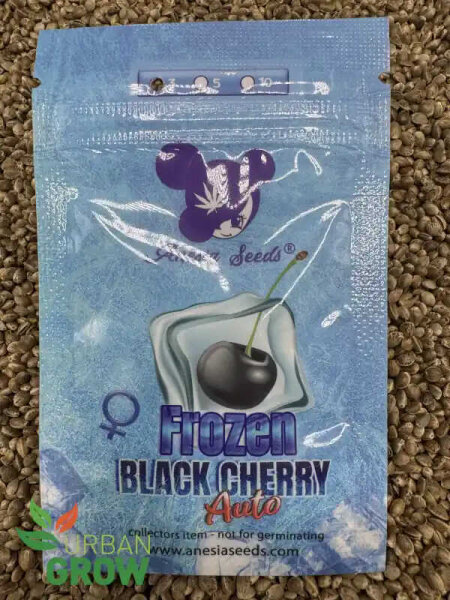 3 5 10
Anesia Seeds®
Frozen
BLACK CHERRY
Auto
collectors item - not for germinating
www.anesiaseeds.com
URBAN
GROW